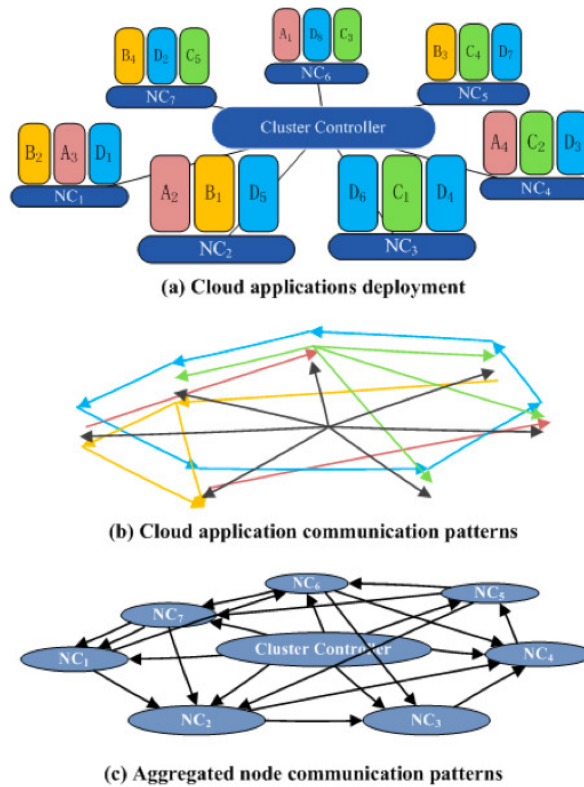 A₁ D₈ C₃
NC₆
B₄ D₂ C₅
NC₇
B₃ C₄ D₇
NC₅
Cluster Controller
B₂ A₃ D₁
NC₁
A₂ B₁ D₅
NC₂
D₆ C₁ D₄
NC₃
A₄ C₂ D₃
NC₄
(a) Cloud applications deployment
(b) Cloud application communication patterns
NC₆
NC₅
NC₇
Cluster Controller
NC₁
NC₄
NC₂
NC₃
(c) Aggregated node communication patterns